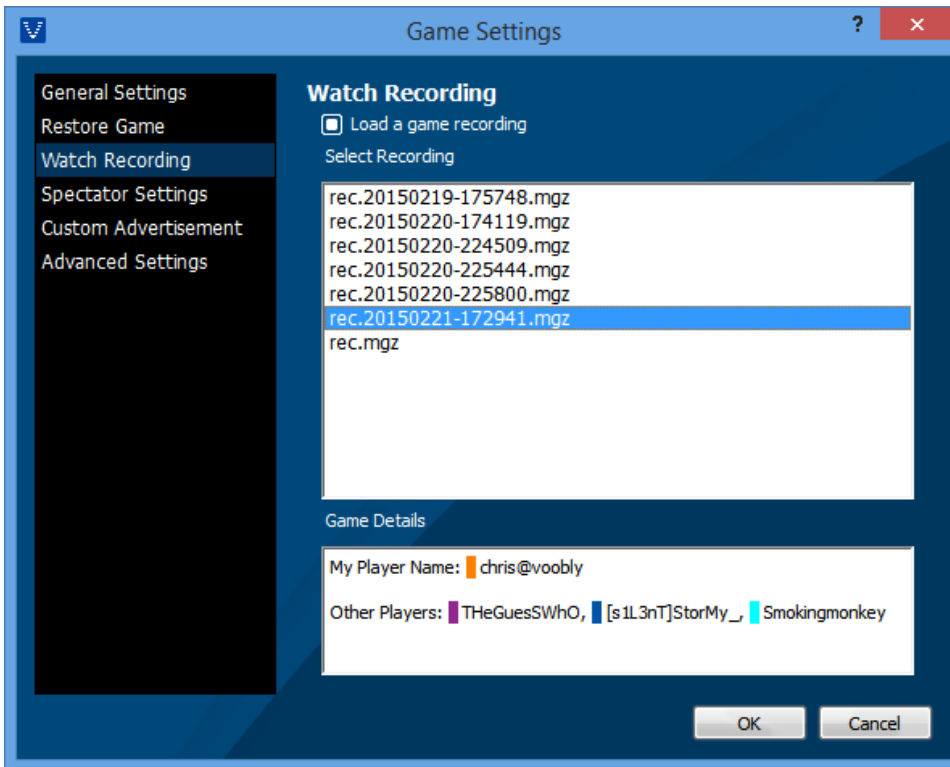 Game Settings
?
General Settings
Restore Game
Watch Recording
Spectator Settings
Custom Advertisement
Advanced Settings
Watch Recording
Load a game recording
Select Recording
rec.20150219-175748.mgz
rec.20150220-174119.mgz
rec.20150220-224509.mgz
rec.20150220-225444.mgz
rec.20150220-225800.mgz
rec.20150221-172941.mgz
rec.mgz
Game Details
My Player Name: chris@voobly
Other Players: THeGuesSWhO, [s1L3nT]StorMy_, Smokingmonkey
OK
Cancel